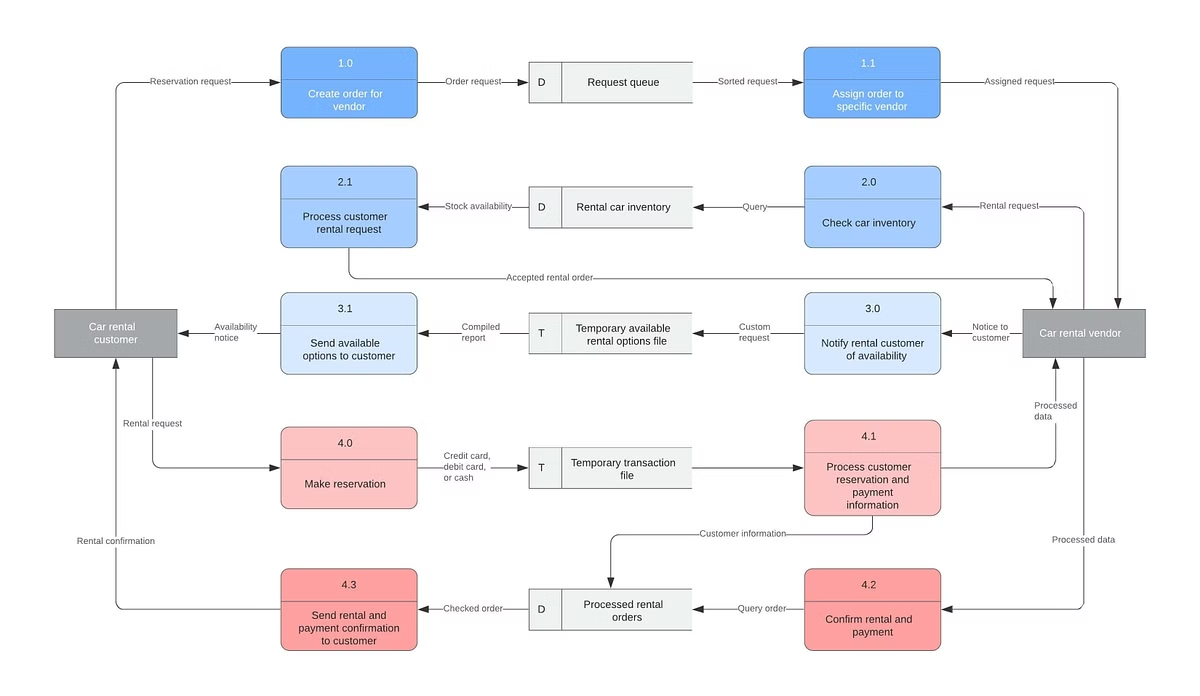 1.0
1.1
Reservation request
Order request
D
Request queue
Sorted request
Assigned request
Create order for
vendor
Assign order to
specific vendor
2.1
2.0
Stock availability
D
Rental car inventory
Query
Rental request
Process customer
rental request
Check car inventory
Accepted rental order
3.1
3.0
Car rental
customer
Availability
notice
Compiled
report
T
Temporary available
rental options file
Custom
request
Notice to
customer
Car rental vendor
Send available
options to customer
Notify rental customer
of availability
Processed
data
Rental request
4.0
4.1
Credit card,
debit card,
or cash
T
Temporary transaction
file
Make reservation
Process customer
reservation and
payment
information
Customer information
Rental confirmation
Processed data
4.3
4.2
Checked order
D
Processed rental
orders
Query order
Send rental and
payment confirmation
to customer
Confirm rental and
payment